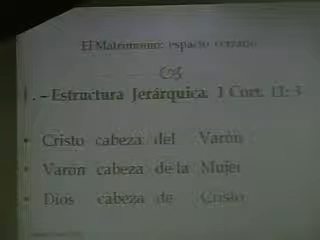 El Matrimonio: espacio cerrado
1. – Estructura Jerárquica. 1 Cort. 11: 3
Cristo cabeza del Varón
Varón cabeza de la Mujer
Dios cabeza de Cristo